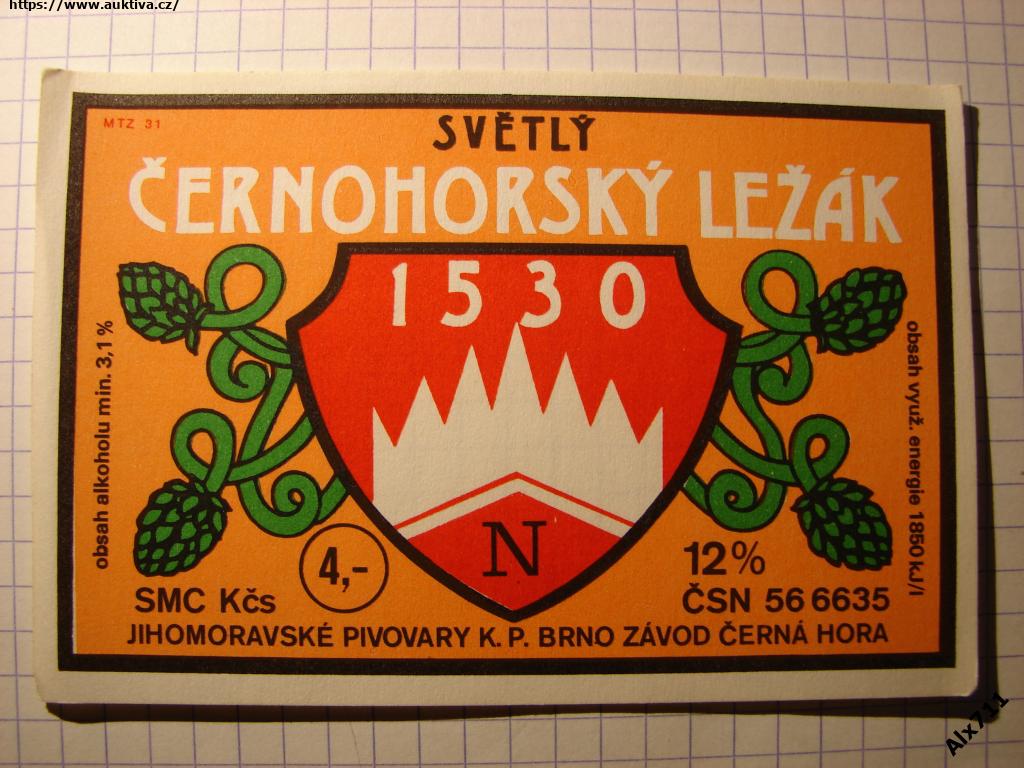 https://www.auktiva.cz/
MTZ 31
SVĚTLÝ
ČERNOHORSKÝ LEŽÁK
1530
obsah alkoholu min. 3,1 %
obsah využ. energie 1850 kJ/l
N
4,-
12%
SMC Kčs
ČSN 56 6635
JIHOMORAVSKÉ PIVOVARY K. P. BRNO ZÁVOD ČERNÁ HORA
Alx711